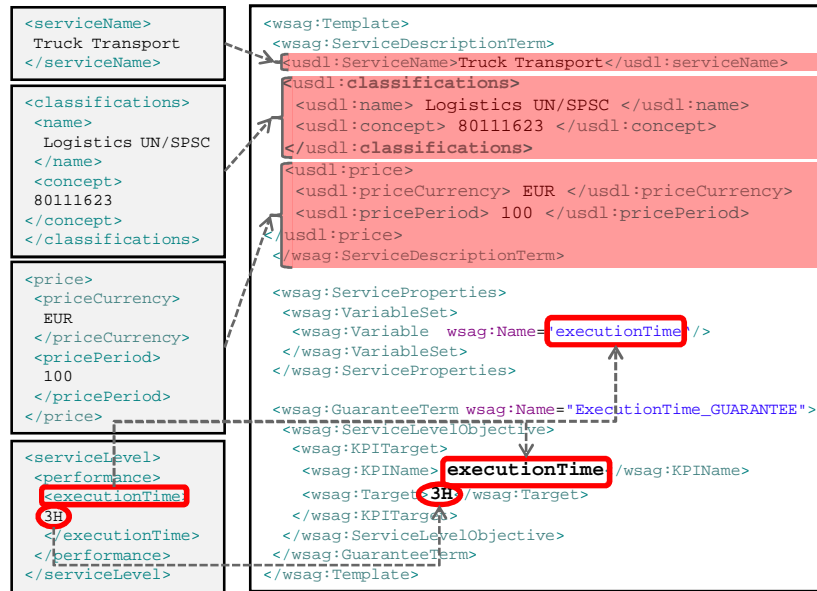 <serviceName>
Truck Transport
</serviceName>
<classifications>
<name>
Logistics UN/SPSC
</name>
<concept>
80111623
</concept>
</classifications>
<price>
<priceCurrency>
EUR
</priceCurrency>
<pricePeriod>
100
</pricePeriod>
</price>
<serviceLevel>
<performance>
<executionTime>
3H
</executionTime>
</performance>
</serviceLevel>
<wsag:Template>
<wsag:ServiceDescriptionTerm>
<usdl:ServiceName>Truck Transport</usdl:serviceName>
<usdl:classifications>
<usdl:name> Logistics UN/SPSC </usdl:name>
<usdl:concept> 80111623 </usdl:concept>
</usdl:classifications>
<usdl:price>
<usdl:priceCurrency> EUR </usdl:priceCurrency>
<usdl:pricePeriod> 100 </usdl:pricePeriod>
</usdl:price>
</wsag:ServiceDescriptionTerm>
<wsag:ServiceProperties>
<wsag:VariableSet>
<wsag:Variable wsag:Name="executionTime"/>
</wsag:VariableSet>
</wsag:ServiceProperties>
<wsag:GuaranteeTerm wsag:Name="ExecutionTime_GUARANTEE">
<wsag:ServiceLevelObjective>
<wsag:KPITarget>
<wsag:KPIName> executionTime</wsag:KPIName>
<wsag:Target>3H</wsag:Target>
</wsag:KPITarget>
</wsag:ServiceLevelObjective>
</wsag:GuaranteeTerm>
</wsag:Template>